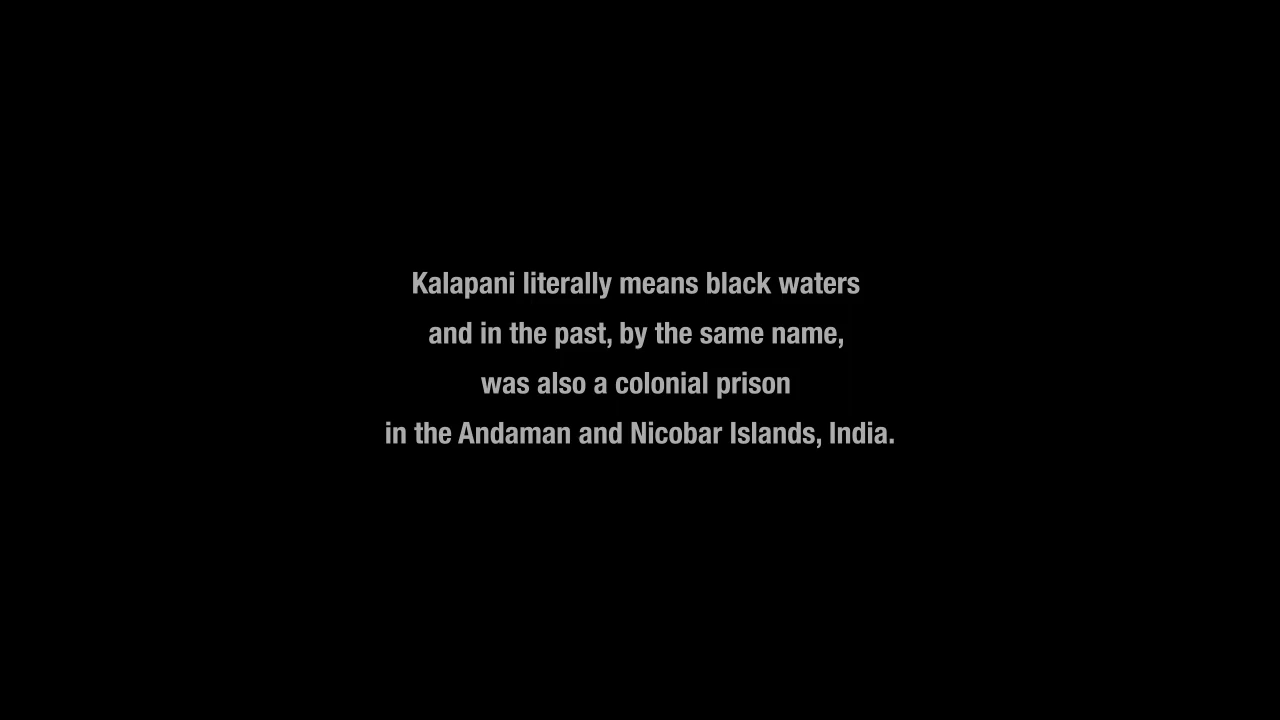 Kalapani literally means black waters
and in the past, by the same name,
was also a colonial prison
in the Andaman and Nicobar Islands, India.